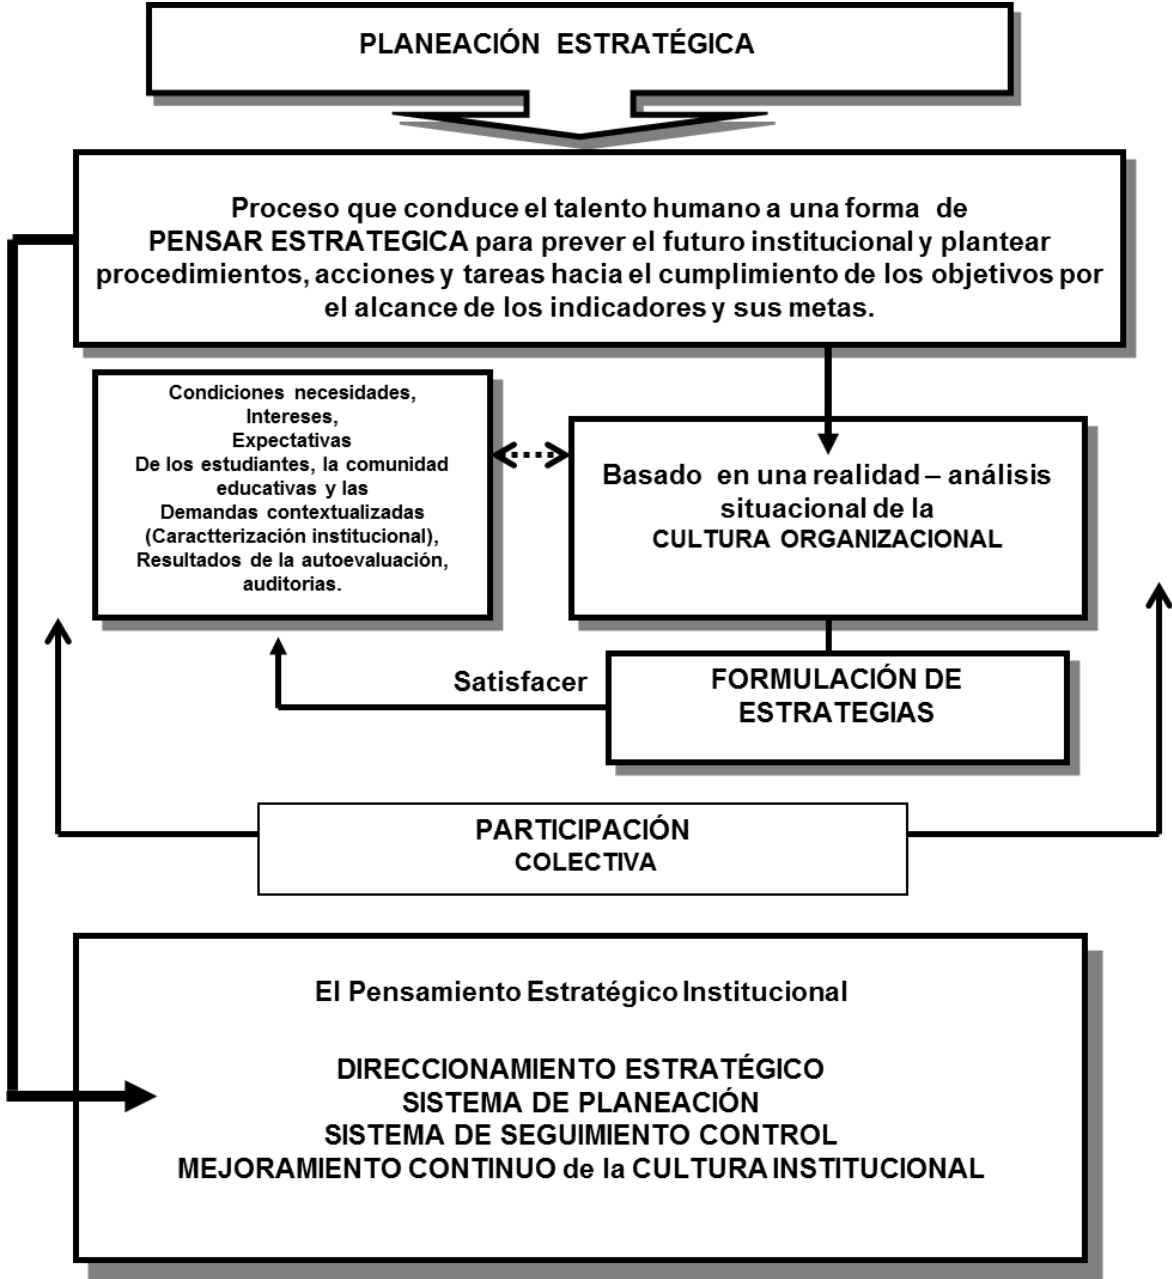 PLANEACIÓN ESTRATÉGICA
Proceso que conduce el talento humano a una forma de
PENSAR ESTRATEGICA para prever el futuro institucional y plantear
procedimientos, acciones y tareas hacia el cumplimiento de los objetivos por
el alcance de los indicadores y sus metas.
Condiciones necesidades,
Intereses,
Expectativas
De los estudiantes, la comunidad
educativas y las
Demandas contextualizadas
(Caractterización institucional),
Resultados de la autoevaluación,
auditorias.
Basado en una realidad – análisis
situacional de la
CULTURA ORGANIZACIONAL
Satisfacer
FORMULACIÓN DE
ESTRATEGIAS
PARTICIPACIÓN
COLECTIVA
El Pensamiento Estratégico Institucional
DIRECCIONAMIENTO ESTRATÉGICO
SISTEMA DE PLANEACIÓN
SISTEMA DE SEGUIMIENTO CONTROL
MEJORAMIENTO CONTINUO de la CULTURA INSTITUCIONAL